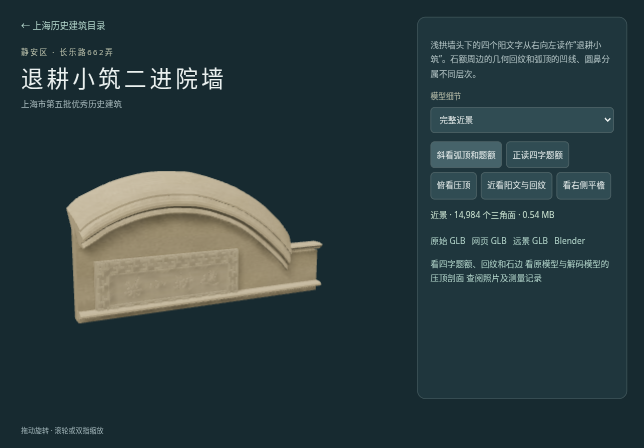 ← 上海历史建筑目录
静安区 · 长乐路662弄
退耕小筑二进院墙
上海市第五批优秀历史建筑
浅拱墙头下的四个阳文字从右向左读作“退耕小
筑”。石额周边的几何回纹和弧顶的凹线、圆鼻分
属不同层次。
模型细节
完整近景
斜看弧顶和题额 正读四字题额
俯看压顶 近看阳文与回纹 看右侧平檐
近景 · 14,984 个三角面 · 0.54 MB
原始 GLB 网页 GLB 远景 GLB Blender
看四字题额、回纹和石边 看原模型与解码模型的
压顶剖面 查阅照片及测量记录
拖动旋转 · 滚轮或双指缩放